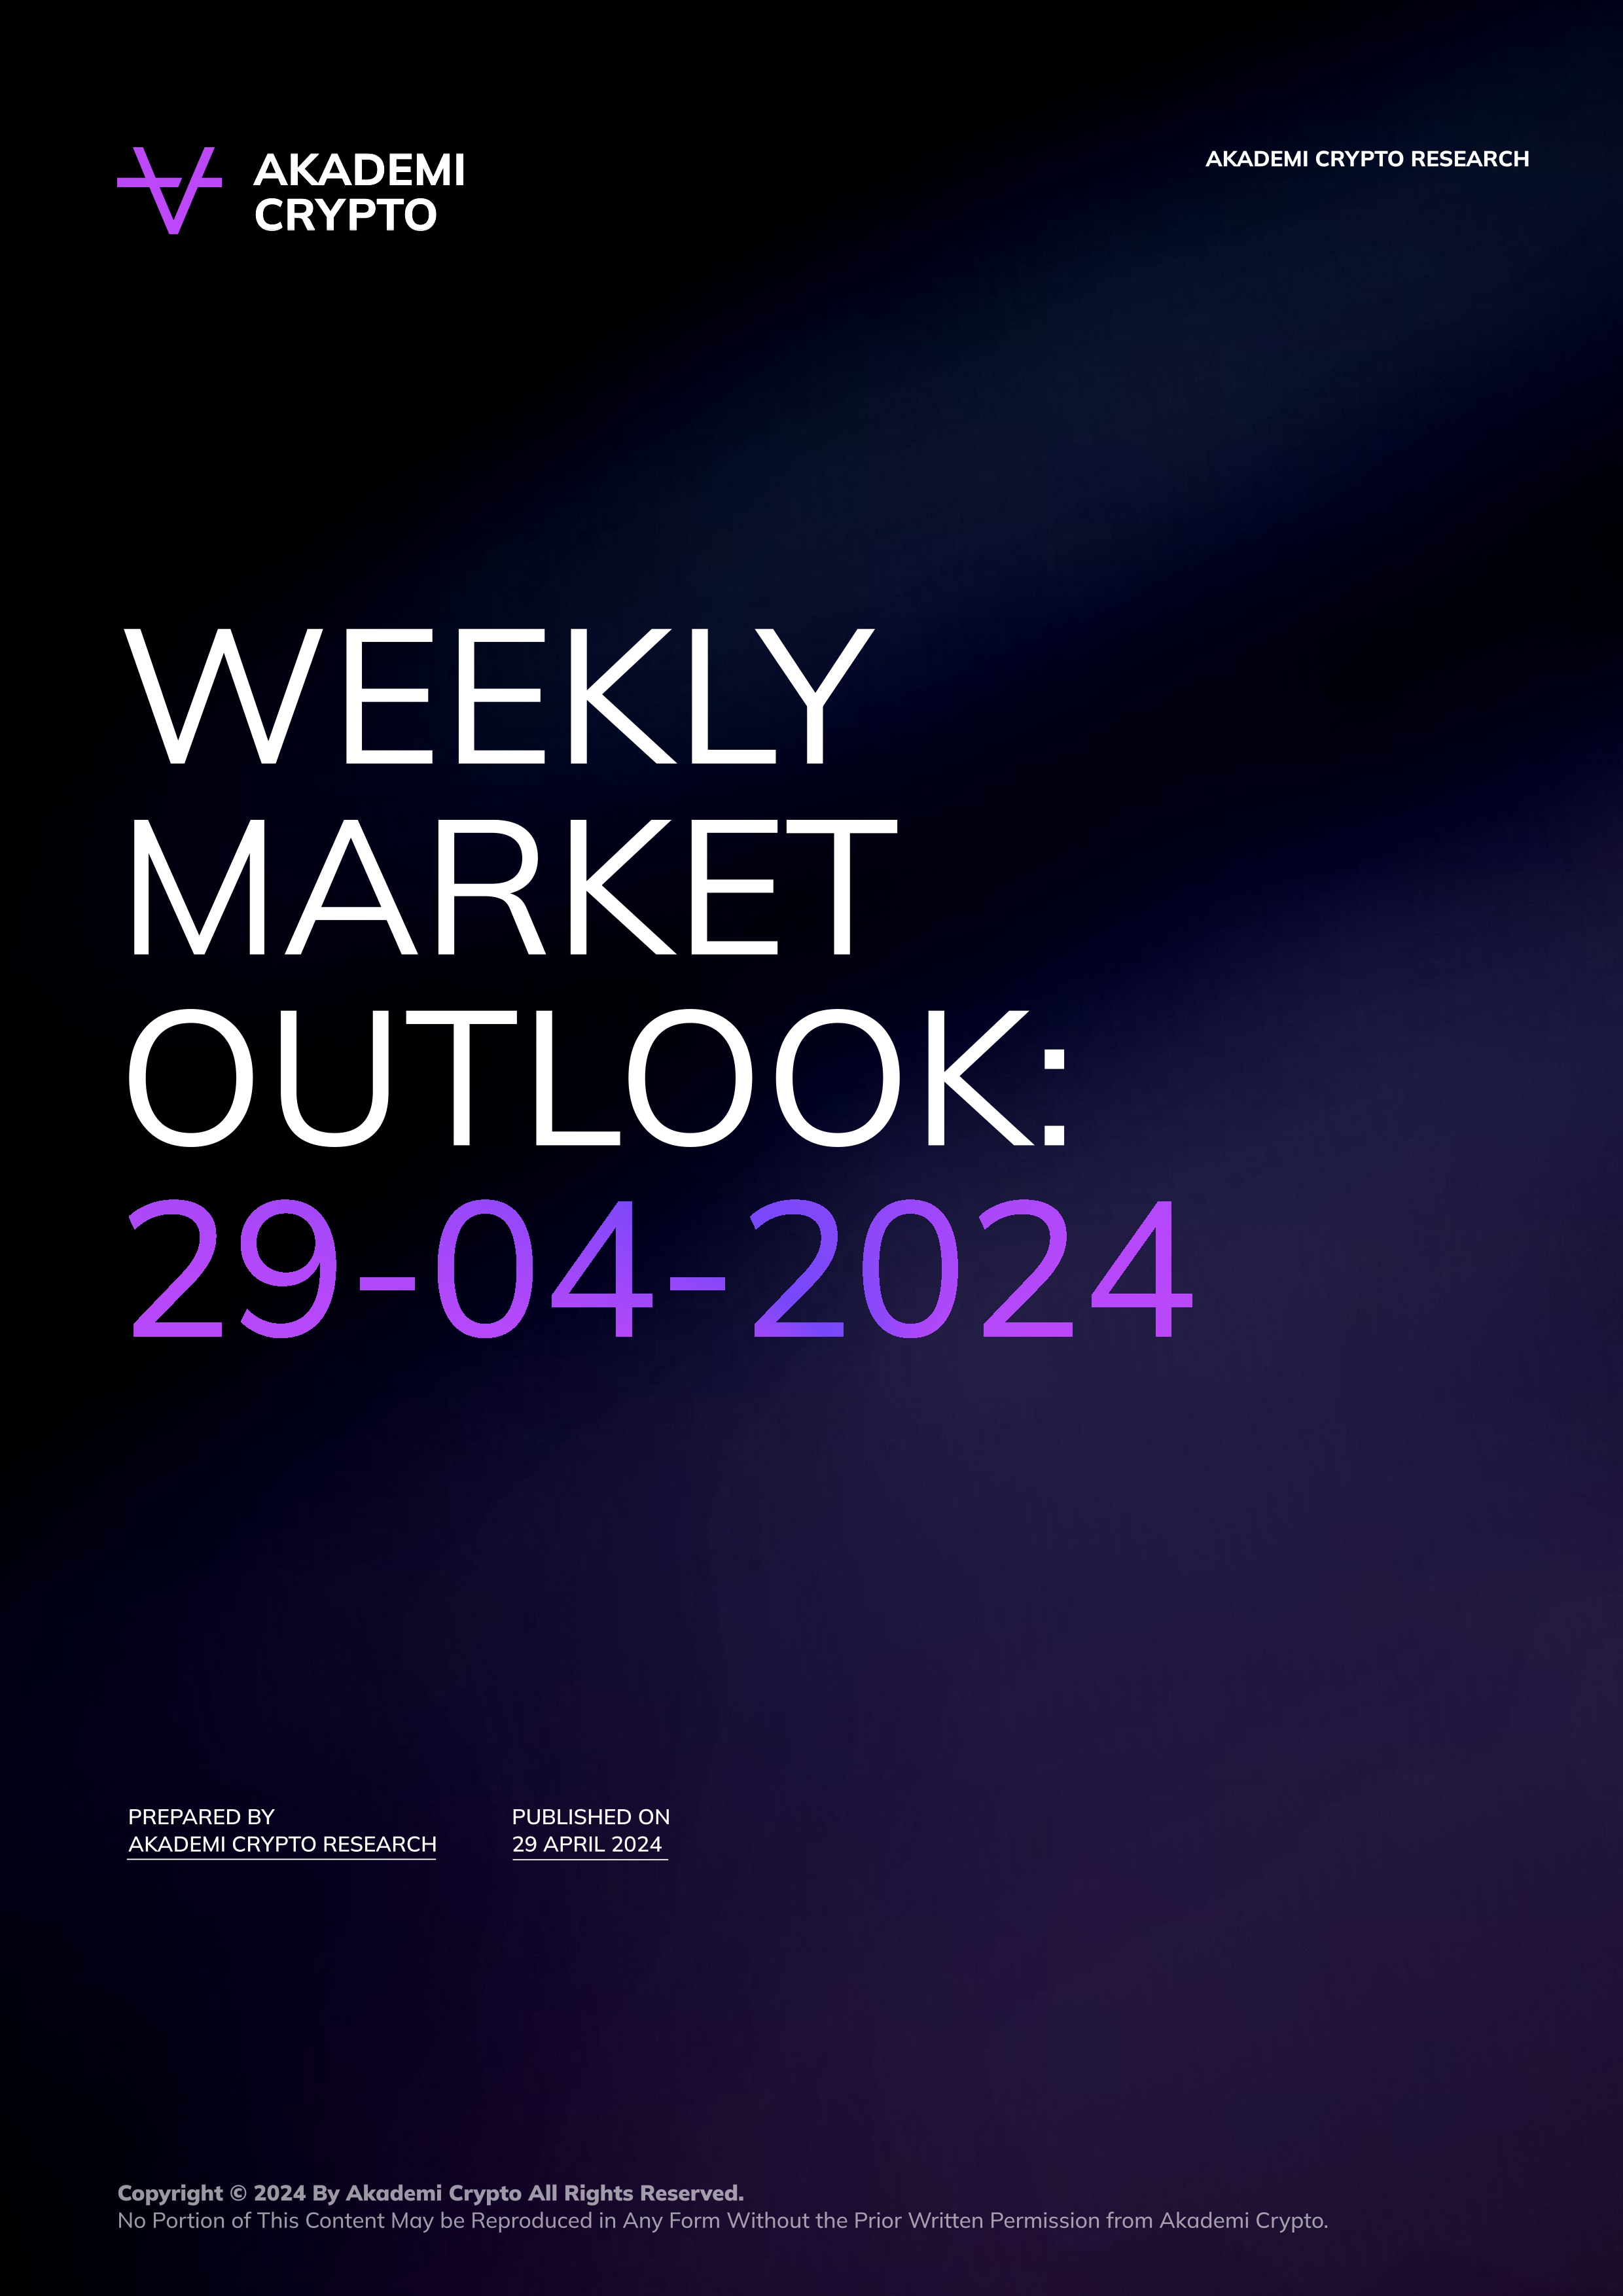 AKADEMI
CRYPTO
AKADEMI CRYPTO RESEARCH
WEEKLY
MARKET
OUTLOOK:
29-04-2024
PREPARED BY
AKADEMI CRYPTO RESEARCH
PUBLISHED ON
29 APRIL 2024
Copyright © 2024 By Akademi Crypto All Rights Reserved.
No Portion of This Content May be Reproduced in Any Form Without the Prior Written Permission from Akademi Crypto.